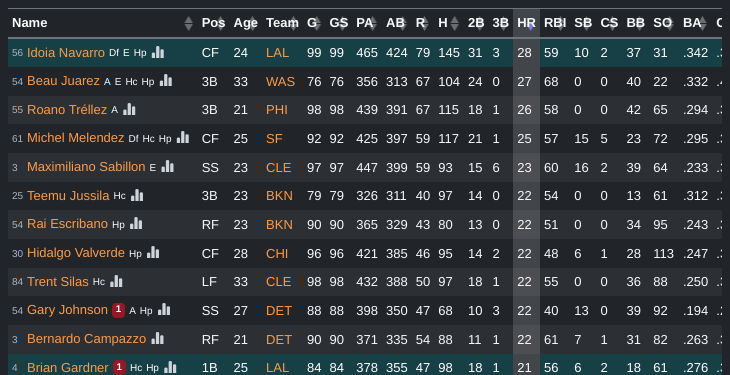 Name Pos Age Team G GS PA AB R H 2B 3B HR RBI SB CS BB SO BA
56 Idoia Navarro Df E Hp CF 24 LAL 99 99 465 424 79 145 31 3 28 59 10 2 37 31 .342
54 Beau Juarez A E Hc Hp 3B 33 WAS 76 76 356 313 67 104 24 0 27 68 0 0 40 22 .332
55 Roano Tréllez A 3B 21 PHI 98 98 439 391 67 115 18 1 26 58 0 0 42 65 .294
61 Michel Melendez Df Hc Hp CF 25 SF 92 92 425 397 59 117 21 1 25 57 15 5 23 72 .295
3 Maximiliano Sabillon E SS 23 CLE 97 97 447 399 59 93 15 6 23 60 16 2 39 64 .233
25 Teemu Jussila Hc 3B 23 BKN 79 79 326 311 40 97 14 0 22 54 0 0 13 61 .312
54 Rai Escribano Hp RF 23 BKN 90 90 365 329 43 80 13 0 22 51 0 0 34 95 .243
30 Hidalgo Valverde Hp CF 28 CHI 96 96 421 385 46 95 14 2 22 48 6 1 28 113 .247
84 Trent Silas Hc LF 33 CLE 98 98 432 388 50 97 18 1 22 55 0 0 36 88 .250
54 Gary Johnson 1 A Hp SS 27 DET 88 88 398 350 47 68 10 3 22 40 13 0 39 92 .194
3 Bernardo Campazzo RF 21 DET 90 90 371 335 54 88 11 1 22 61 7 1 31 82 .263
4 Brian Gardner 1 Hc Hp 1B 25 LAL 84 84 378 355 47 98 18 1 21 56 6 2 18 61 .276